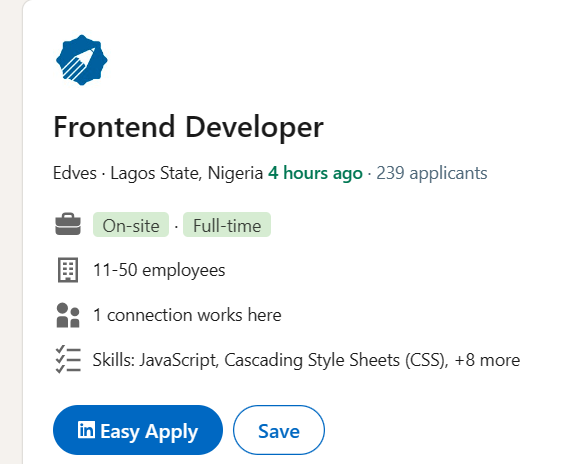 Frontend Developer
Edves · Lagos State, Nigeria 4 hours ago · 239 applicants
On-site · Full-time
11-50 employees
1 connection works here
Skills: JavaScript, Cascading Style Sheets (CSS), +8 more
in Easy Apply Save